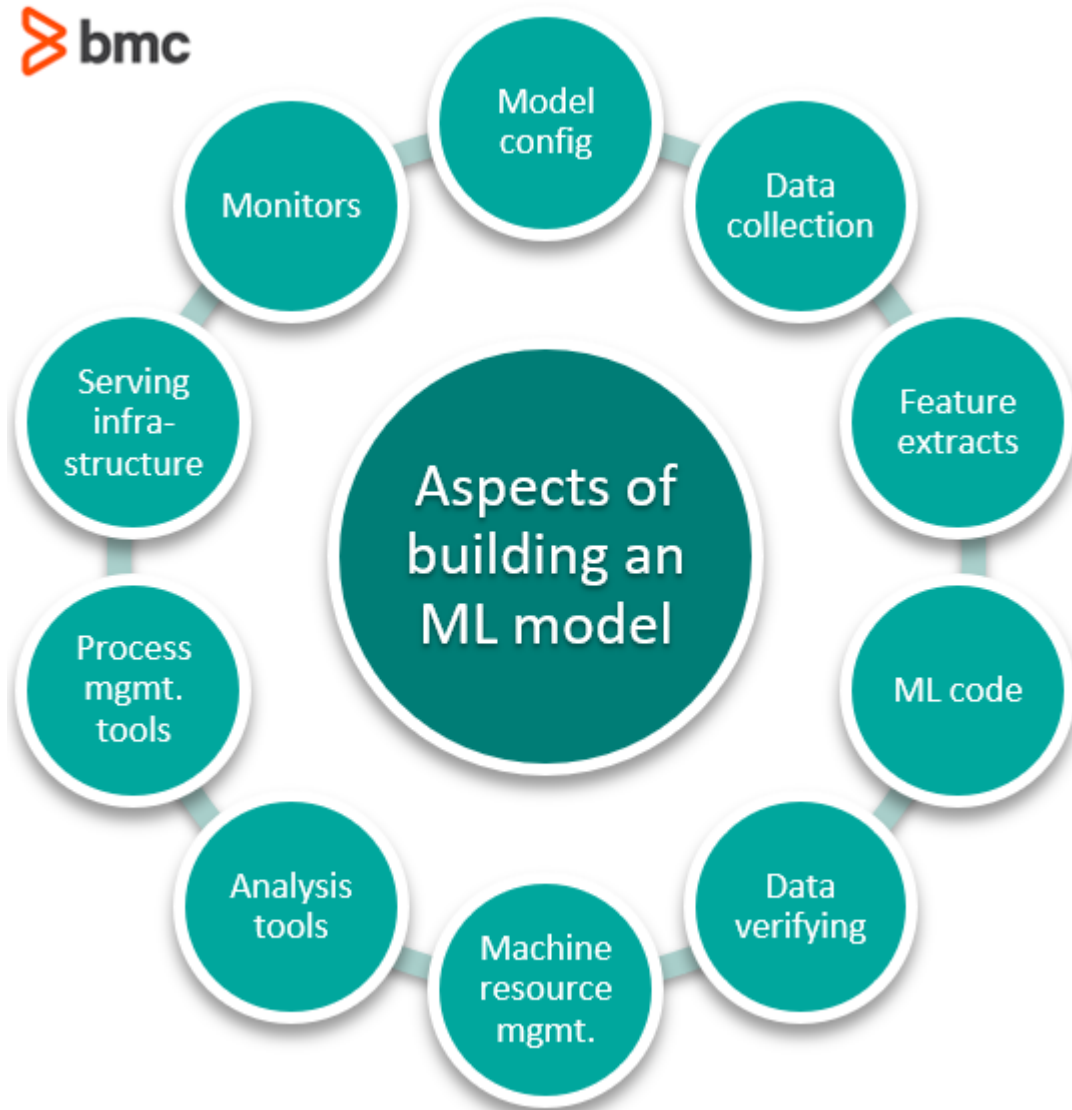 bmc
Model
config
Data
collection
Feature
extracts
ML code
Data
verifying
Machine
resource
mgmt.
Analysis
tools
Process
mgmt.
tools
Serving
infra-
structure
Monitors
Aspects of
building an
ML model